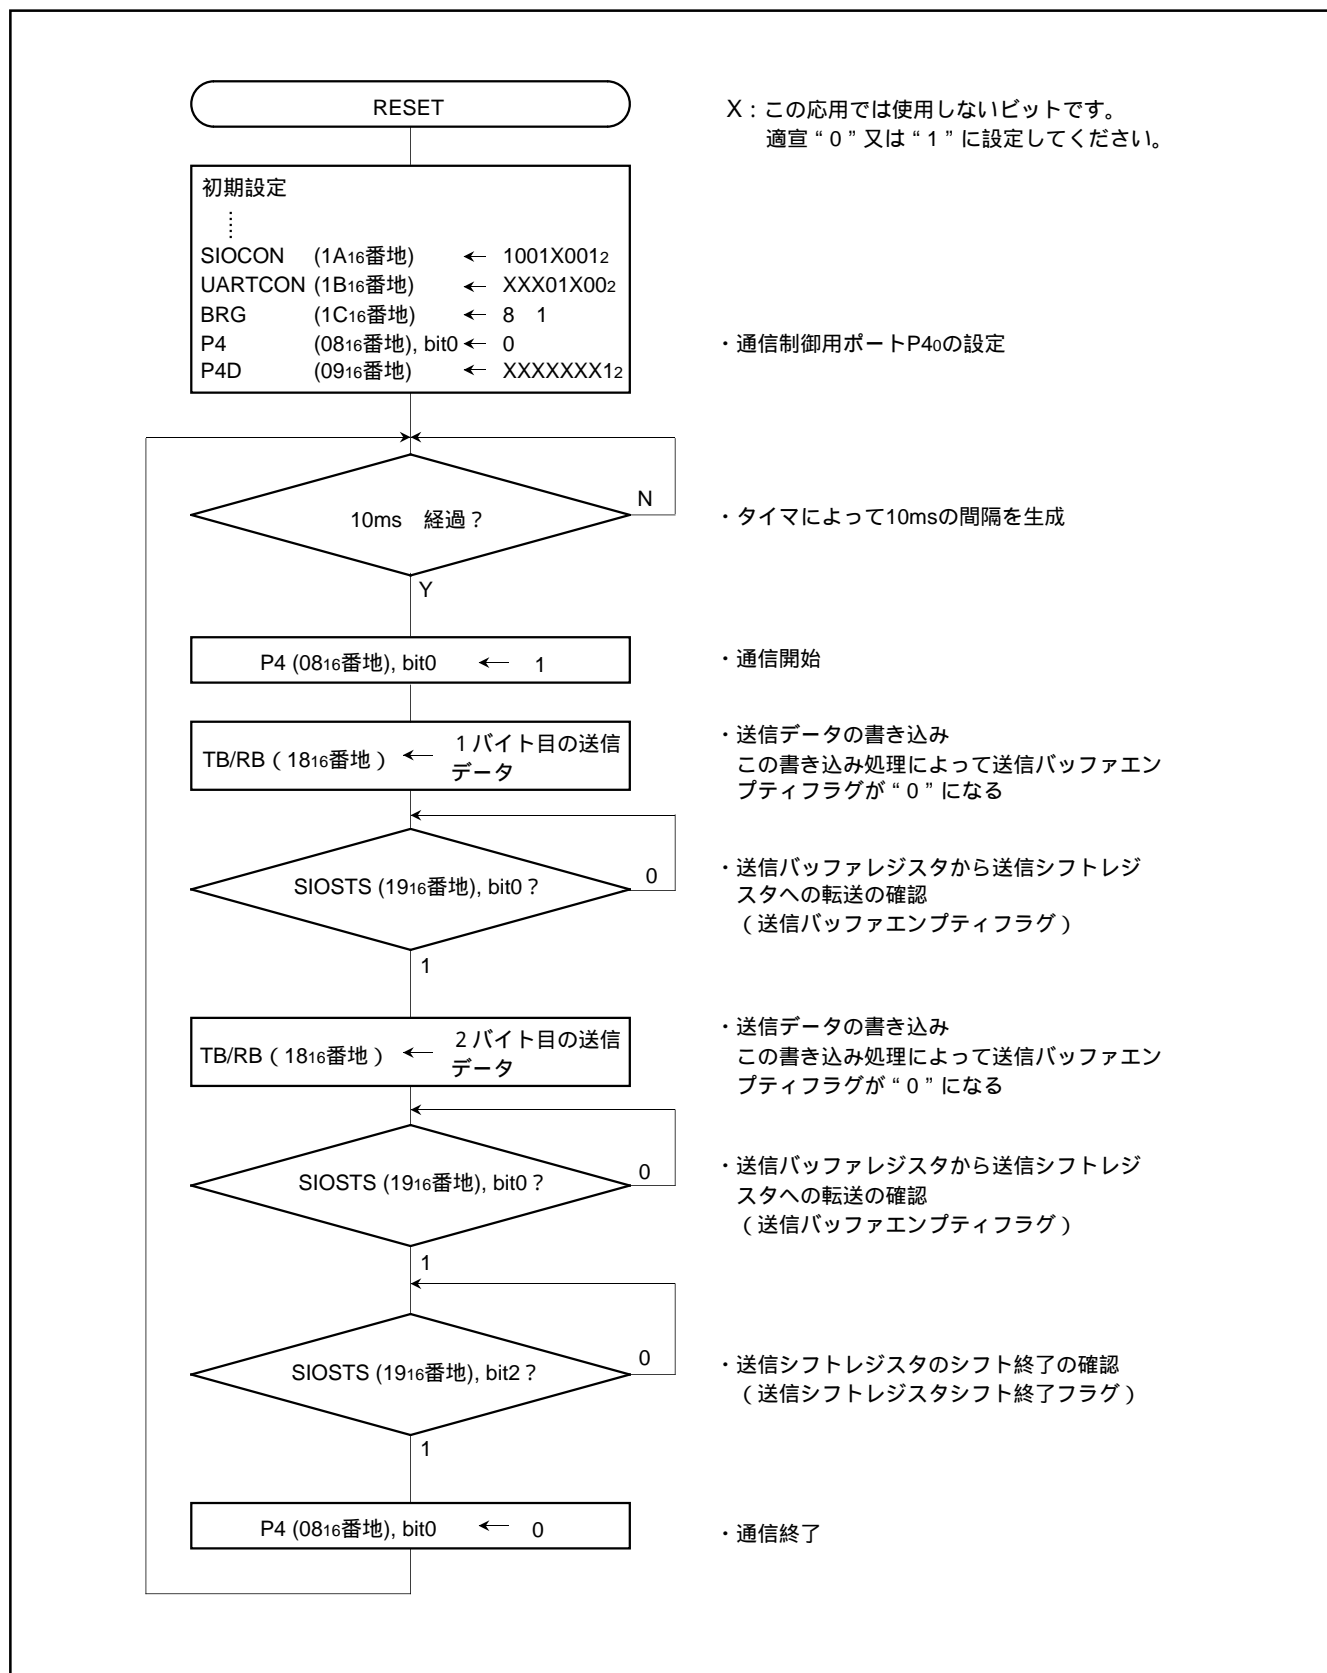 RESET
X：この応用では使用しないビットです。
適宜 “ 0 ” 又は “ 1 ” に設定してください。
初期設定
SIOCON (1A16番地) ← 1001X0012
UARTCON (1B16番地) ← XXX01X002
BRG (1C16番地) ← 8 1
P4 (0816番地), bit0 ← 0
・通信制御用ポートP40の設定
P4D (0916番地) ← XXXXXXX12
10ms 経過？
N
・タイマによって10msの間隔を生成
Y
P4 (0816番地), bit0 ← 1
・通信開始
TB/RB（1816番地） ← 1バイト目の送信
データ
・送信データの書き込み
この書き込み処理によって送信バッファエン
プティフラグが “ 0 ” になる
SIOSTS (1916番地), bit0？
0
・送信バッファレジスタから送信シフトレジ
スタへの転送の確認
（送信バッファエンプティフラグ）
1
TB/RB（1816番地） ← 2バイト目の送信
データ
・送信データの書き込み
この書き込み処理によって送信バッファエン
プティフラグが “ 0 ” になる
SIOSTS (1916番地), bit0？
0
・送信バッファレジスタから送信シフトレジ
スタへの転送の確認
（送信バッファエンプティフラグ）
1
SIOSTS (1916番地), bit2？
0
・送信シフトレジスタのシフト終了の確認
（送信シフトレジスタシフト終了フラグ）
1
P4 (0816番地), bit0 ← 0
・通信終了